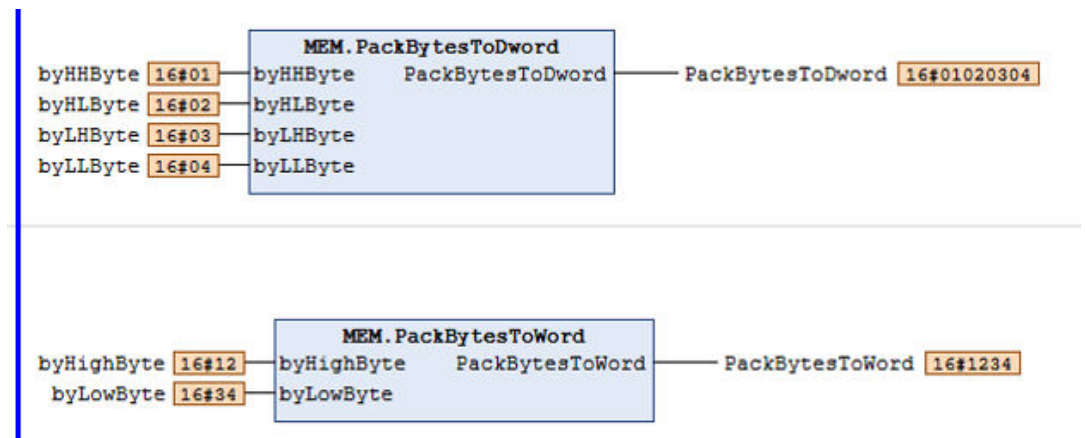 MEM.PackBytesToDword
byHHByte 16#01 byHHByte PackBytesToDword PackBytesToDword 16#01020304
byHLByte 16#02 byHLByte
byLHByte 16#03 byLHByte
byLLByte 16#04 byLLByte
MEM.PackBytesToWord
byHighByte 16#12 byHighByte PackBytesToWord PackBytesToWord 16#1234
byLowByte 16#34 byLowByte